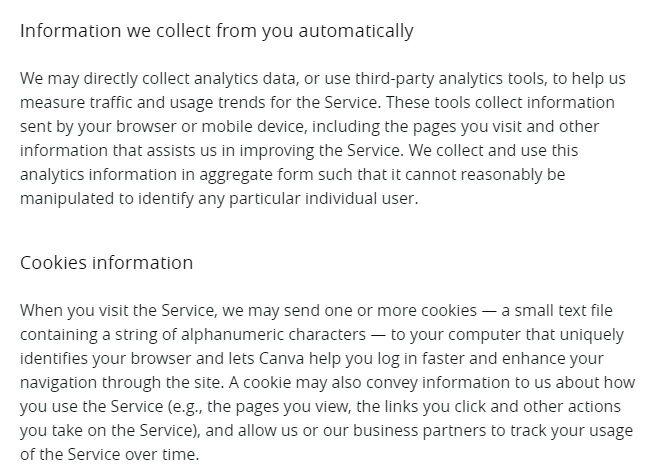 Information we collect from you automatically
We may directly collect analytics data, or use third-party analytics tools, to help us
measure traffic and usage trends for the Service. These tools collect information
sent by your browser or mobile device, including the pages you visit and other
information that assists us in improving the Service. We collect and use this
analytics information in aggregate form such that it cannot reasonably be
manipulated to identify any particular individual user.
Cookies information
When you visit the Service, we may send one or more cookies — a small text file
containing a string of alphanumeric characters — to your computer that uniquely
identifies your browser and lets Canva help you log in faster and enhance your
navigation through the site. A cookie may also convey information to us about how
you use the Service (e.g., the pages you view, the links you click and other actions
you take on the Service), and allow us or our business partners to track your usage
of the Service over time.